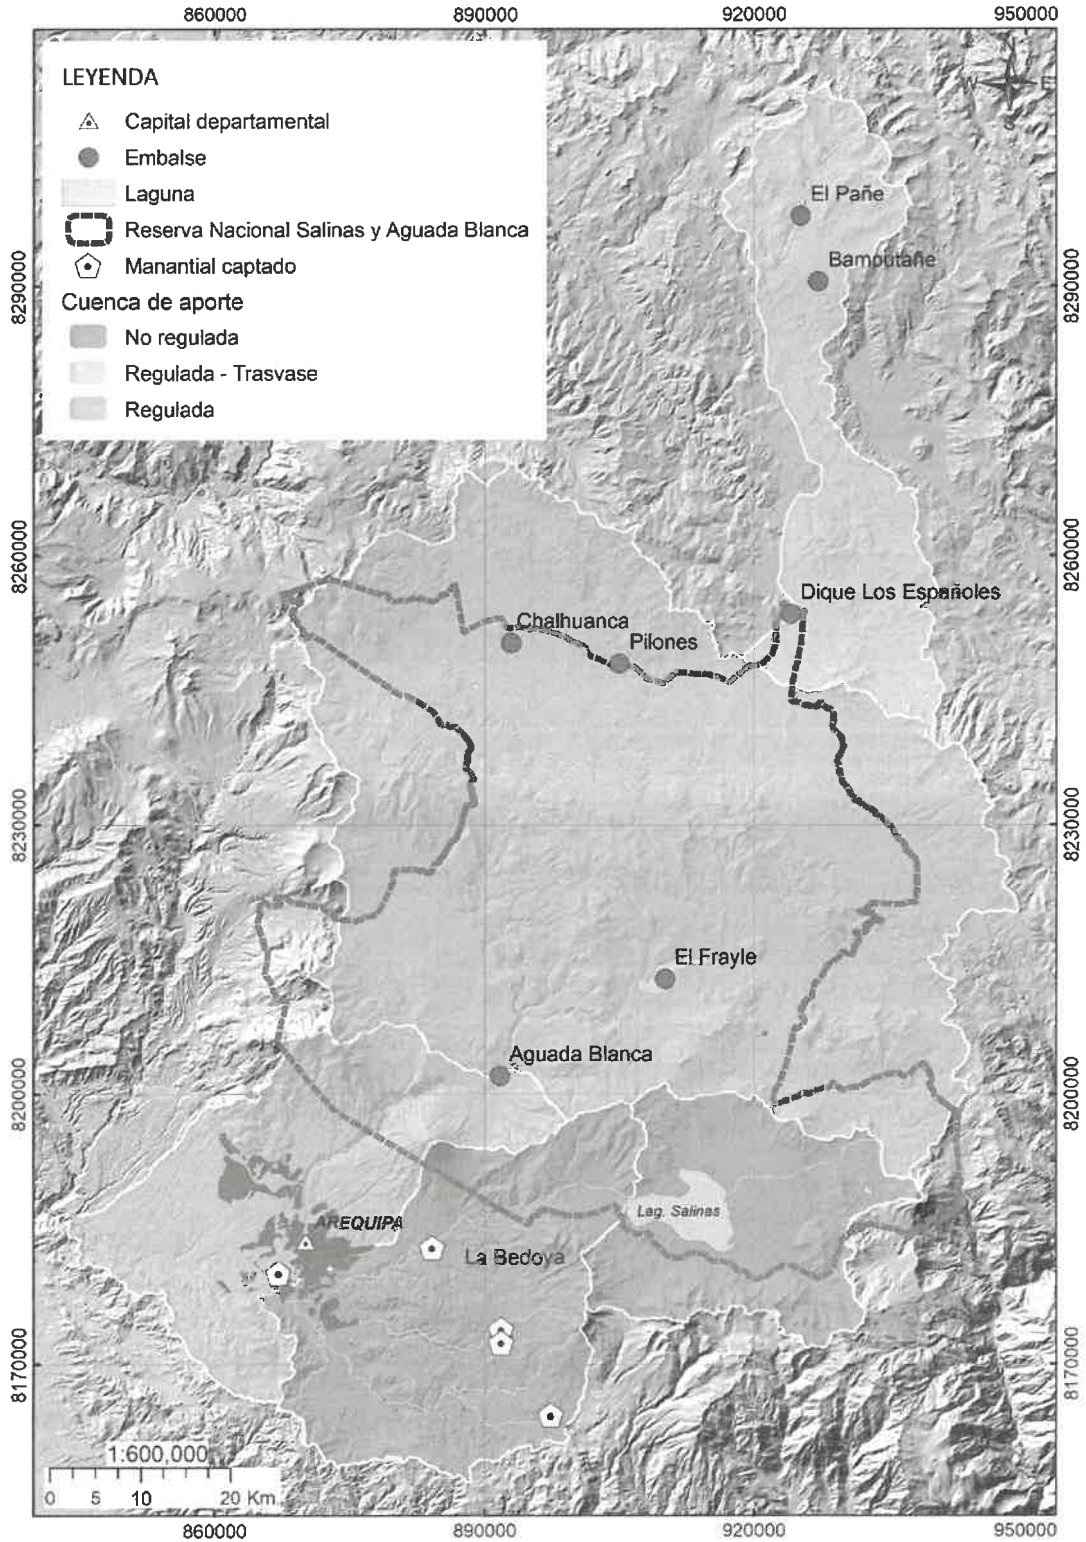 860000 890000 920000 950000
LEYENDA
Capital departamental
Embalse
Laguna
Reserva Nacional Salinas y Aguada Blanca
Manantial captado
Cuenca de aporte
No regulada
Regulada - Trasvase
Regulada
E
El Pañe
Bamputañe
8290000 8290000
8260000 8260000
Dique Los Españoles
Chalhuanca
Pilones
8230000 8230000
El Frayle
Aguada Blanca
8200000 8200000
Lag. Salinas
AREQUIPA
La Bedoya
8170000 8170000
1:600,000
0 5 10 20 Km
860000 890000 920000 950000